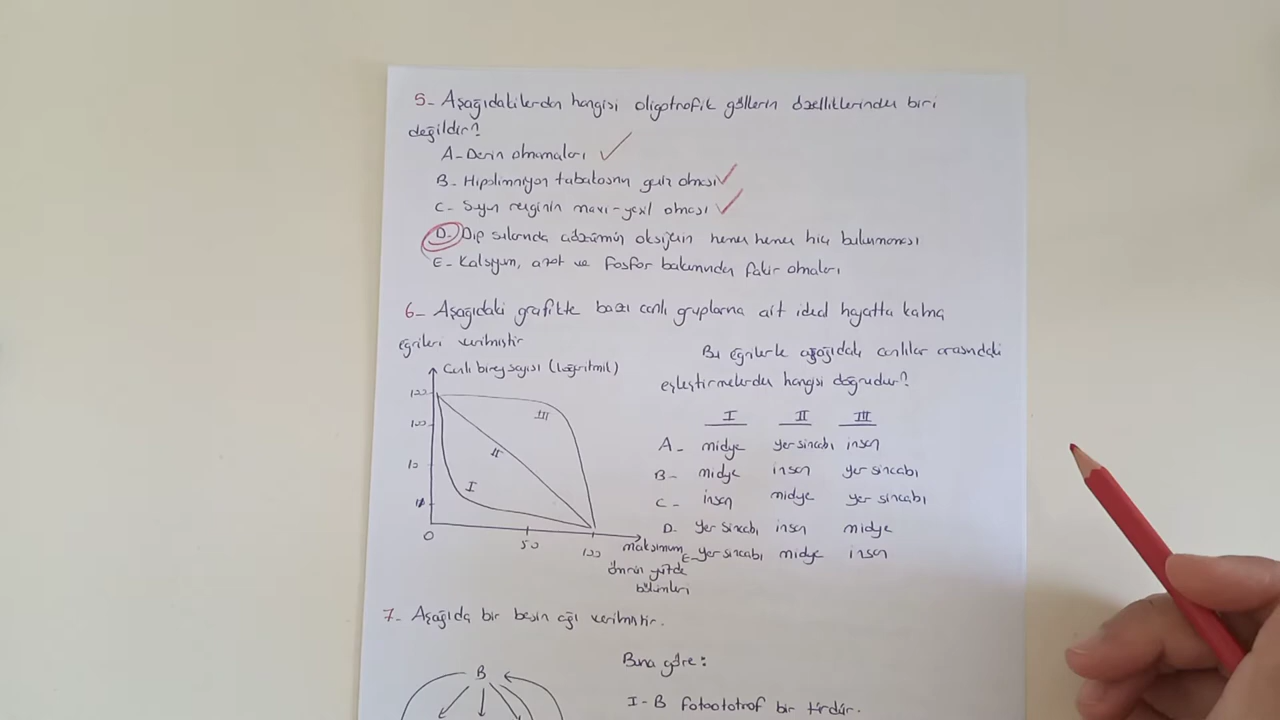 5- Aşağıdakilerden hangisi oligotrofik göllerin özelliklerinden biri
değildir?
A- Derin olmamaları
B- Hipolimniyon tabakasının geniş olması
C- Suyun renginin mavi-yeşil olması
D- Dip sularında çözünmüş oksijenin hemen hemen hiç bulunmaması
E- Kalsiyum, azot ve fosfor bakımından fakir olmaları
6- Aşağıdaki grafikte bazı canlı gruplarına ait ideal hayatta kalma
eğrileri verilmiştir
Canlı birey sayısı (Logaritmik)
100
100
10
1
0
50
100
I
II
III
maksimum
ömrün yüzde
bölümleri
Bu eğrilerle aşağıdaki canlılar arasındaki
eşleştirmelerden hangisi doğrudur?
I II III
A- midye yer sincabı insan
B- midye insan yer sincabı
C- insan midye yer sincabı
D- Yer sincabı insan midye
E- Yer sincabı midye insan
7- Aşağıda bir besin ağı verilmiştir.
B
Buna göre:
I- B fotoototrof bir türdür.